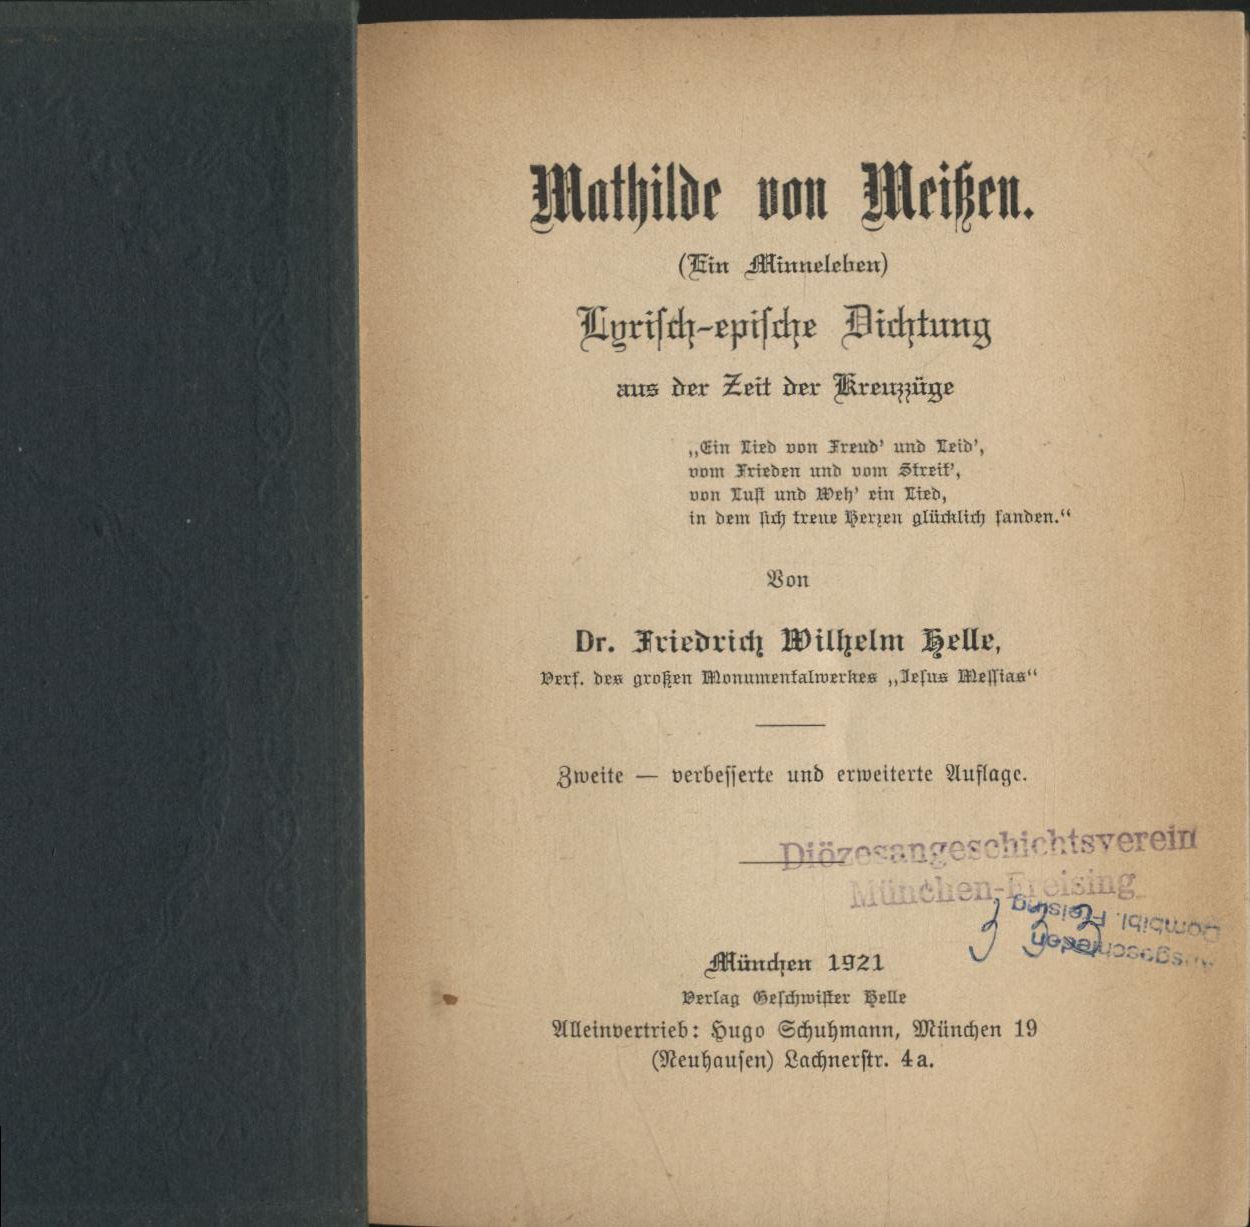 Mathilde von Meißen.
(Ein Minneleben)
Lyrisch-epische Dichtung
aus der Zeit der Kreuzzüge
„Ein Lied von Freud’ und Leid’,
vom Frieden und vom Streit’,
von Lust und Weh’ ein Lied,
in dem sich treue Herzen glücklich fanden.“
Von
Dr. Friedrich Wilhelm Helle,
Verf. des großen Monumentalwerkes „Jesus Messias“
Zweite — verbesserte und erweiterte Auflage.
Diözesangeschichtsverein
München-Freising
Ausgeschieden
Dombibl. Freising
München 1921
Verlag Geschwister Helle
Alleinvertrieb: Hugo Schuhmann, München 19
(Neuhausen) Lachnerstr. 4a.